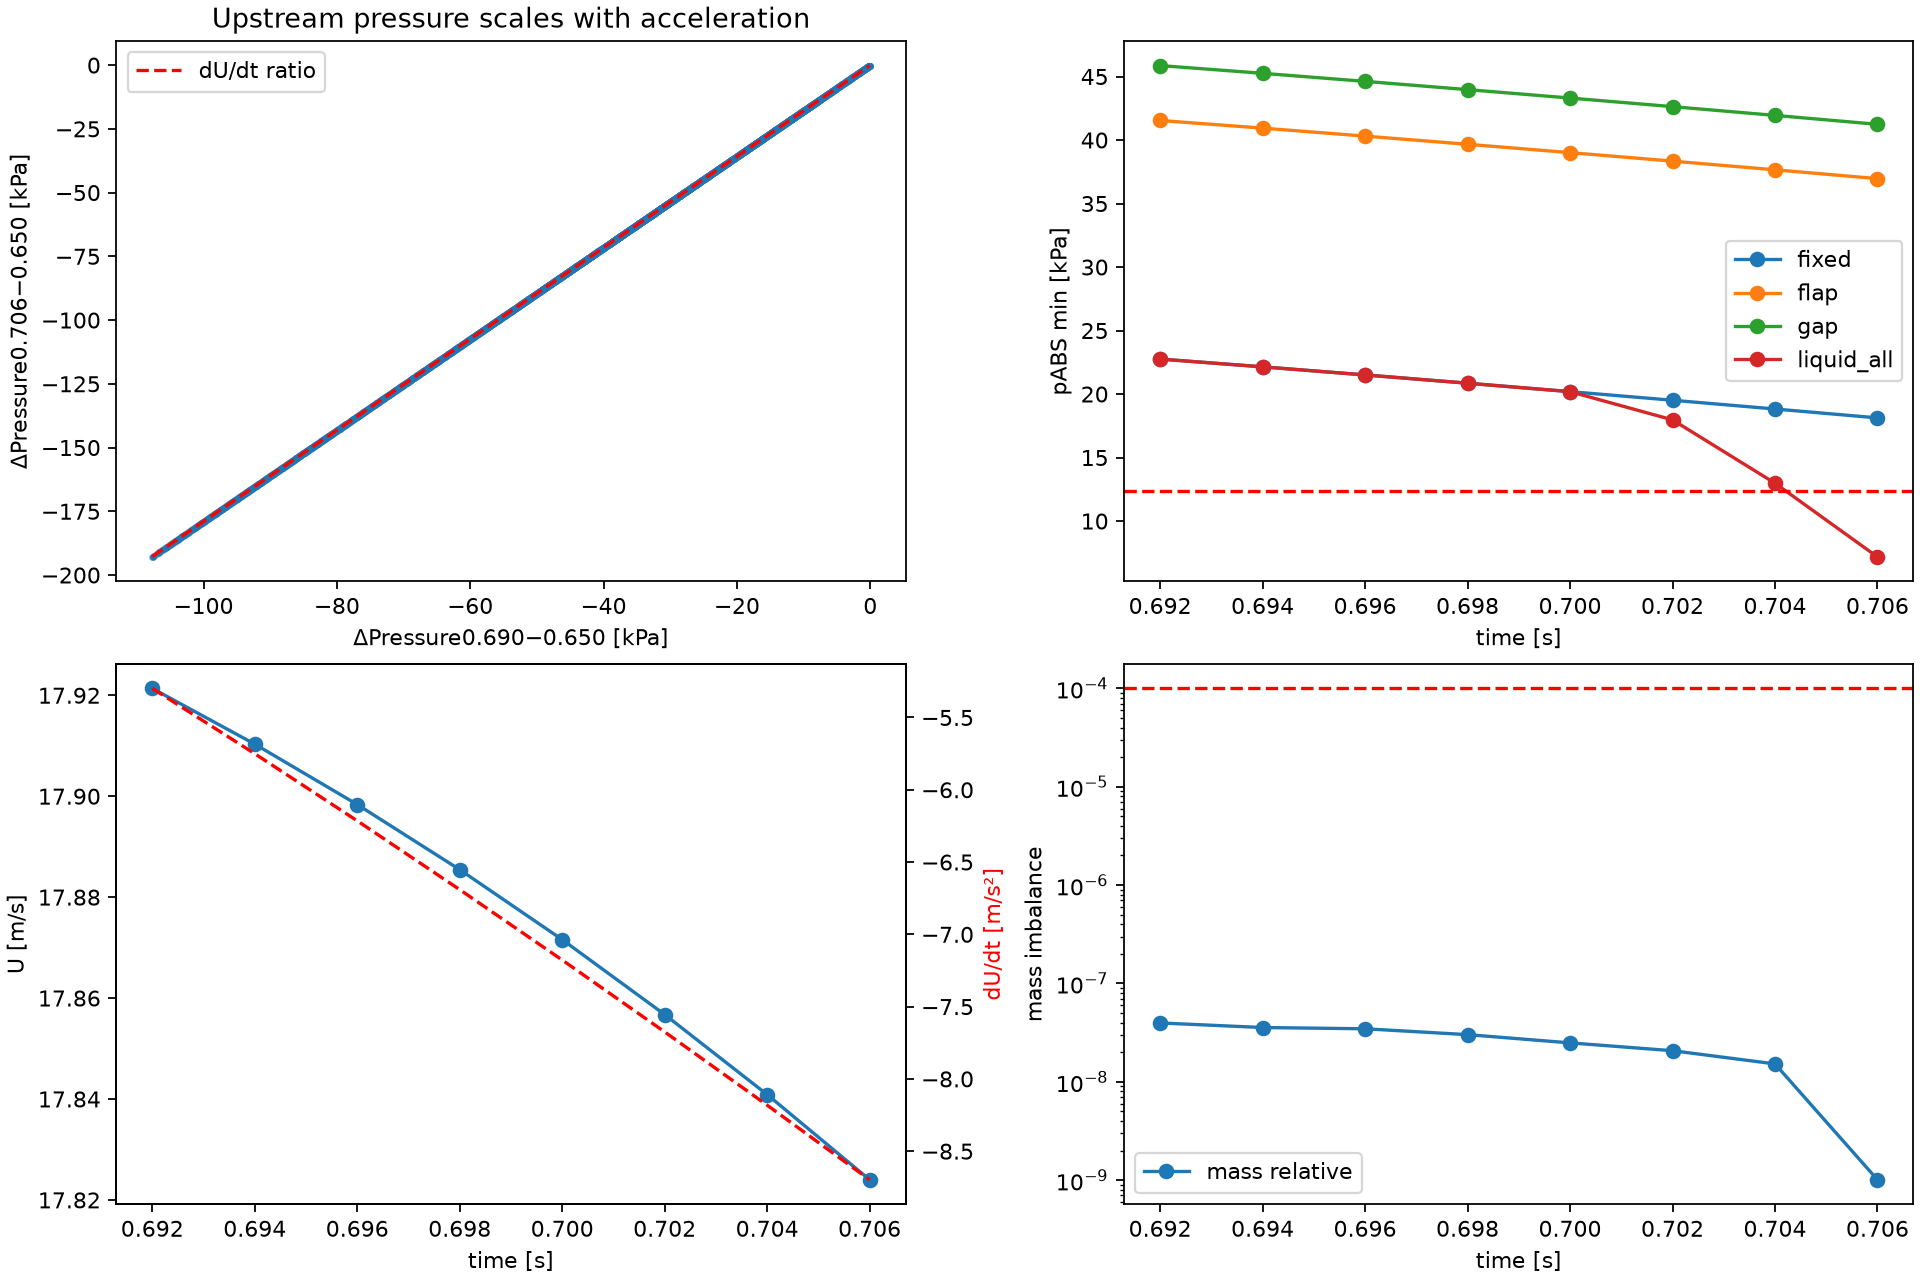 Upstream pressure scales with acceleration
dU/dt ratio
0
−25
−50
−75
−100
−125
−150
−175
−200
ΔPressure0.706−0.650 [kPa]
−100 −80 −60 −40 −20 0
ΔPressure0.690−0.650 [kPa]
45
40
35
30
25
20
15
10
pABS min [kPa]
fixed
flap
gap
liquid_all
0.692 0.694 0.696 0.698 0.700 0.702 0.704 0.706
time [s]
17.92
17.90
17.88
17.86
17.84
17.82
U [m/s]
−5.5
−6.0
−6.5
−7.0
−7.5
−8.0
−8.5
dU/dt [m/s²]
0.692 0.694 0.696 0.698 0.700 0.702 0.704 0.706
time [s]
10⁻⁴
10⁻⁵
10⁻⁶
10⁻⁷
10⁻⁸
10⁻⁹
mass imbalance
mass relative
0.692 0.694 0.696 0.698 0.700 0.702 0.704 0.706
time [s]